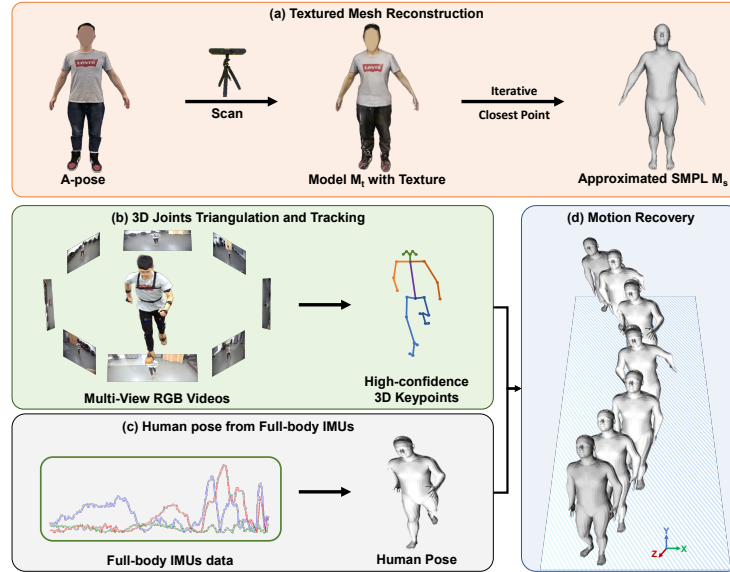 (a) Textured Mesh Reconstruction
LEVI'S
LEVI'S
Scan
Iterative
Closest Point
A-pose
Model Mt with Texture
Approximated SMPL Ms
(b) 3D Joints Triangulation and Tracking
Multi-View RGB Videos
High-confidence
3D Keypoints
(c) Human pose from Full-body IMUs
Full-body IMUs data
Human Pose
(d) Motion Recovery
Y
X
Z